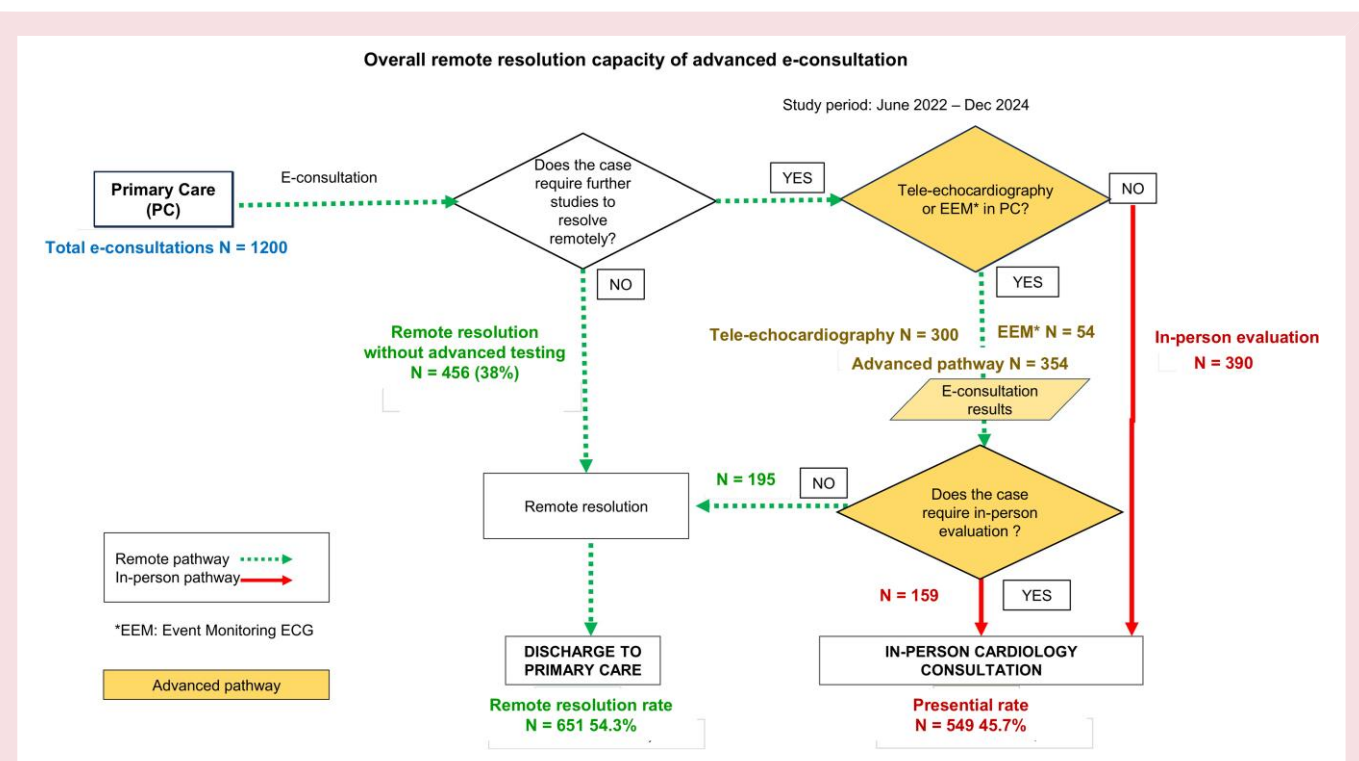 Overall remote resolution capacity of advanced e-consultation
Study period: June 2022 – Dec 2024
Primary Care
(PC)
E-consultation
Total e-consultations N = 1200
Does the case
require further
studies to
resolve
remotely?
YES
Tele-echocardiography
or EEM* in PC?
NO
NO
YES
Remote resolution
without advanced testing
N = 456 (38%)
Tele-echocardiography N = 300
EEM* N = 54
Advanced pathway N = 354
In-person evaluation
N = 390
E-consultation
results
Remote resolution
N = 195
NO
Does the case
require in-person
evaluation ?
N = 159
YES
Remote pathway
In-person pathway
*EEM: Event Monitoring ECG
Advanced pathway
DISCHARGE TO
PRIMARY CARE
Remote resolution rate
N = 651 54.3%
IN-PERSON CARDIOLOGY
CONSULTATION
Presential rate
N = 549 45.7%